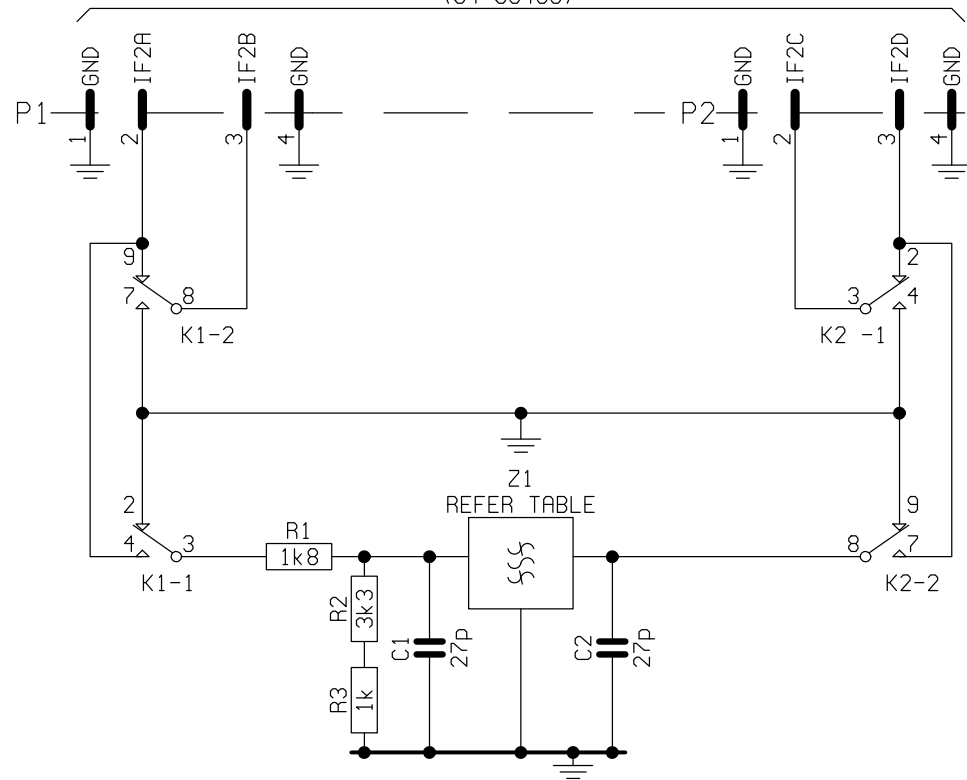 GND
IF2A
IF2B
GND
GND
IF2C
IF2D
GND
P1
P2
1
2
3
4
1
2
3
4
9
7
8
K1-2
2
3
4
K2 -1
Z1
REFER TABLE
2
4
3
K1-1
R1
1k8
9
8
7
K2-2
R2
3k3
C1
27P
C2
27P
R3
1k